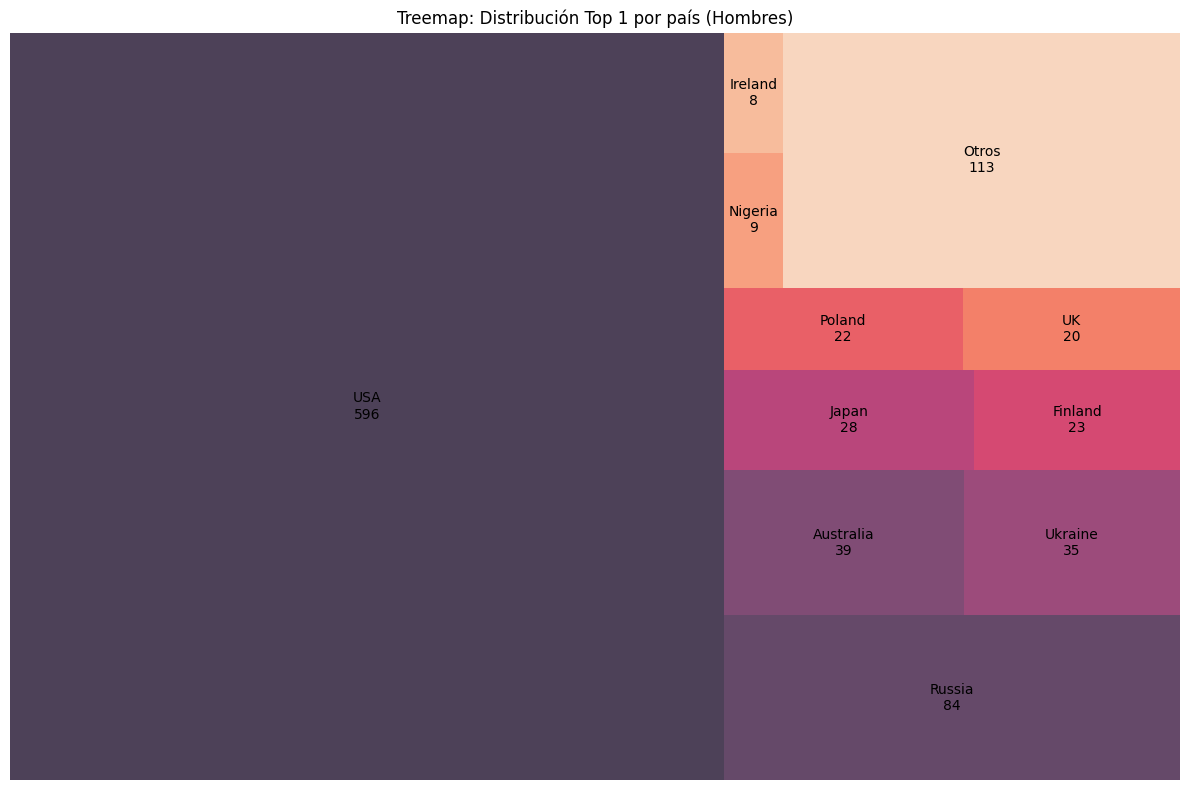 Treemap: Distribución Top 1 por país (Hombres)
Ireland
8
Otros
113
Nigeria
9
Poland
22
UK
20
USA
596
Japan
28
Finland
23
Australia
39
Ukraine
35
Russia
84